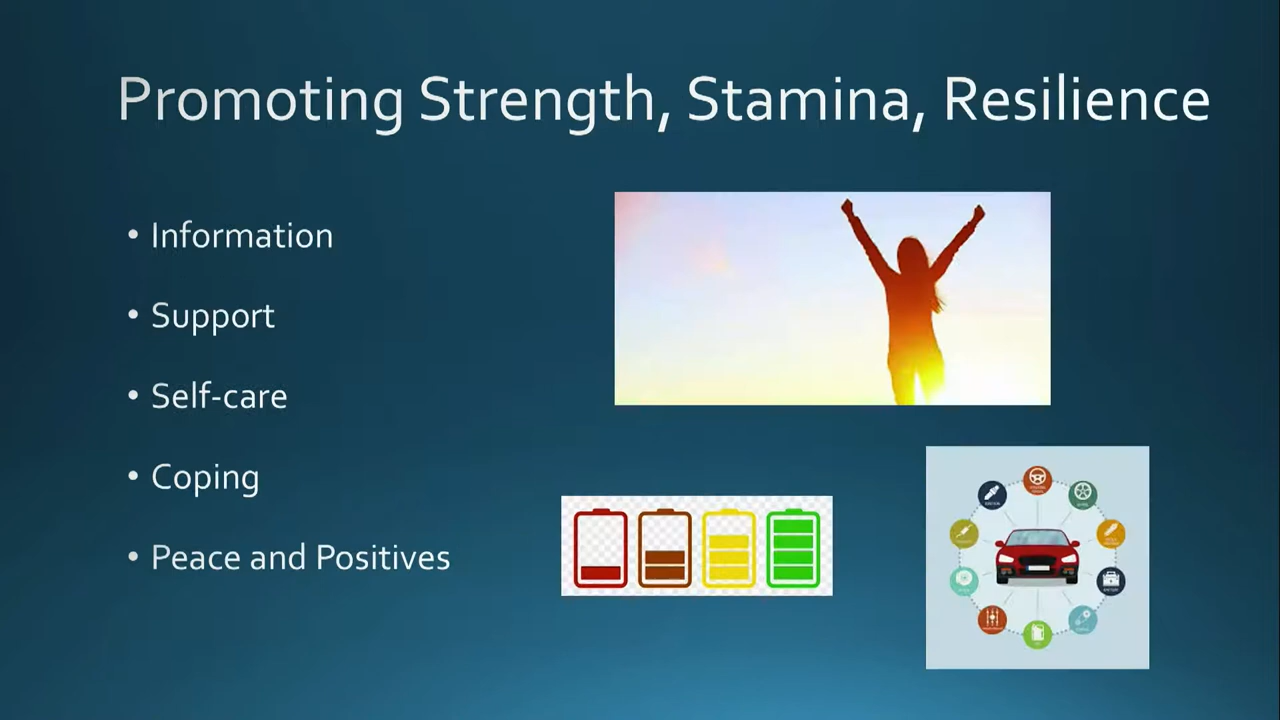 Promoting Strength, Stamina, Resilience
• Information
• Support
• Self-care
• Coping
• Peace and Positives